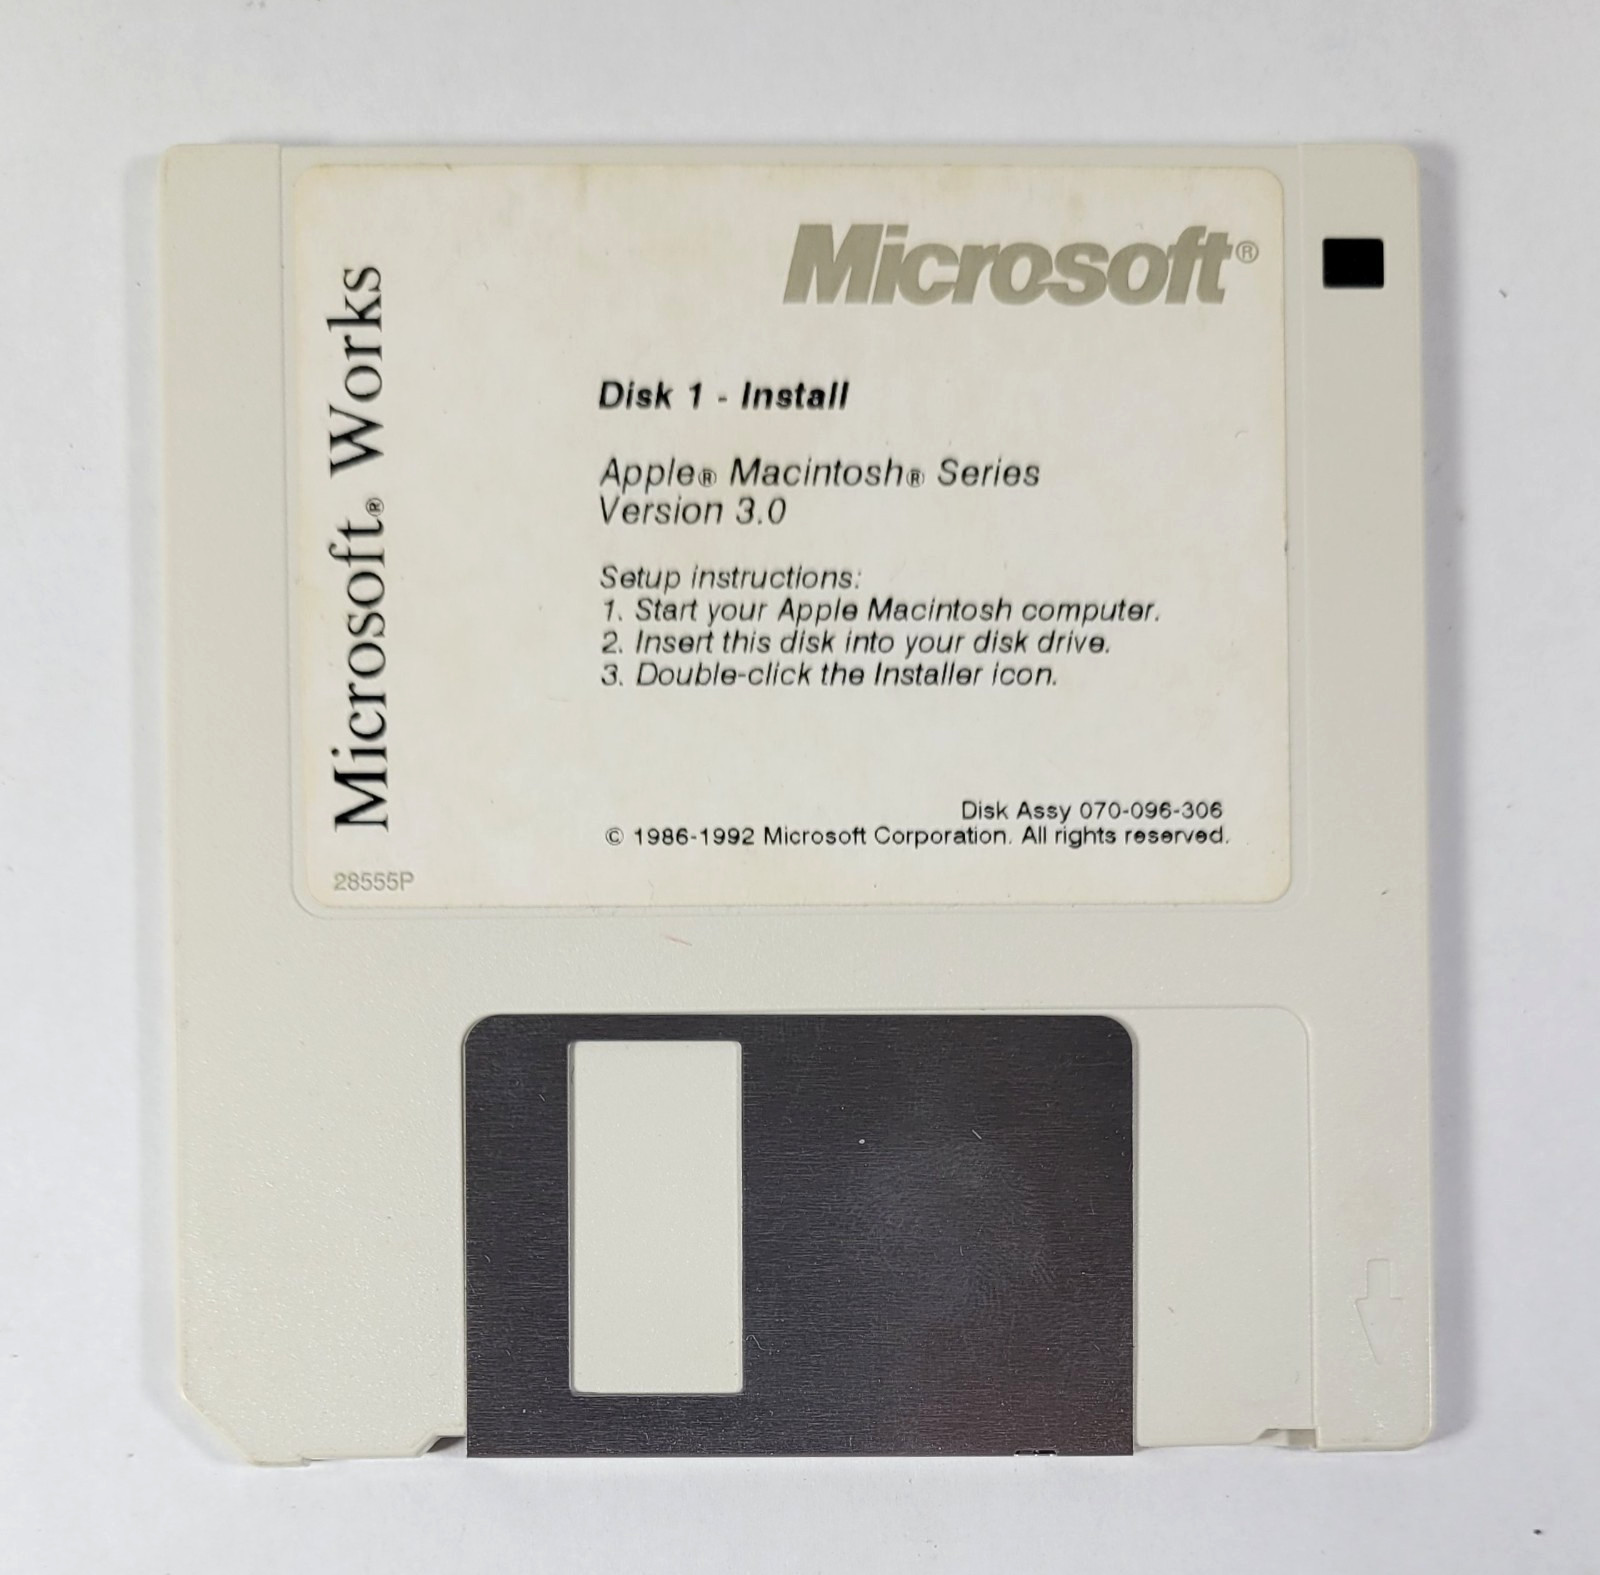 Microsoft®
Microsoft® Works
Disk 1 - Install
Apple® Macintosh® Series
Version 3.0
Setup instructions:
1. Start your Apple Macintosh computer.
2. Insert this disk into your disk drive.
3. Double-click the Installer icon.
Disk Assy 070-096-306
© 1986-1992 Microsoft Corporation. All rights reserved.
28555P